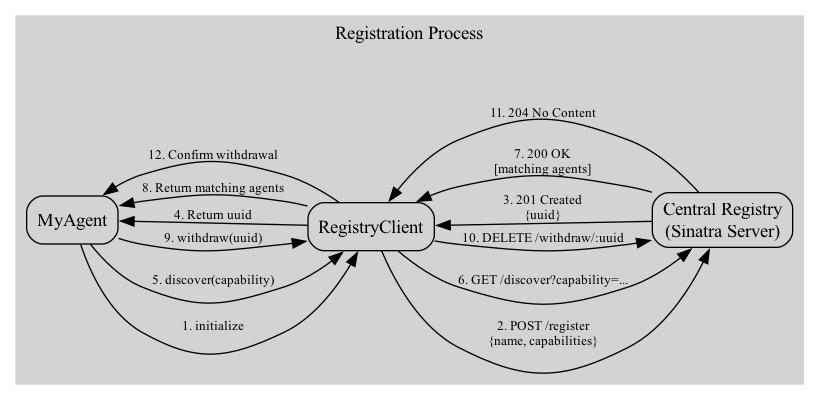 Registration Process
11. 204 No Content
12. Confirm withdrawal
7. 200 OK
[matching agents]
8. Return matching agents
3. 201 Created
{uuid}
4. Return uuid
MyAgent
RegistryClient
Central Registry
(Sinatra Server)
9. withdraw(uuid)
10. DELETE /withdraw/:uuid
5. discover(capability)
6. GET /discover?capability=...
1. initialize
2. POST /register
{name, capabilities}